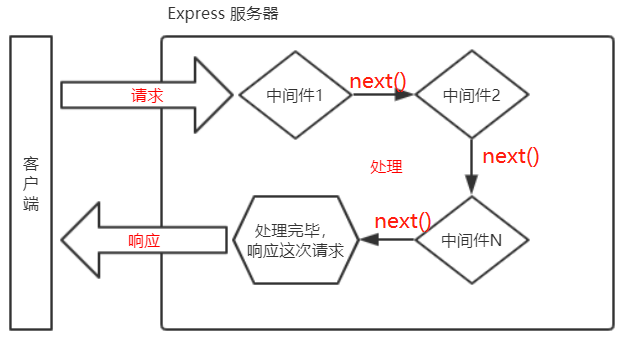 Express 服务器
客
户
端
请求
中间件1
next()
中间件2
next()
处理
中间件N
next()
处理完毕，
响应这次请求
响应